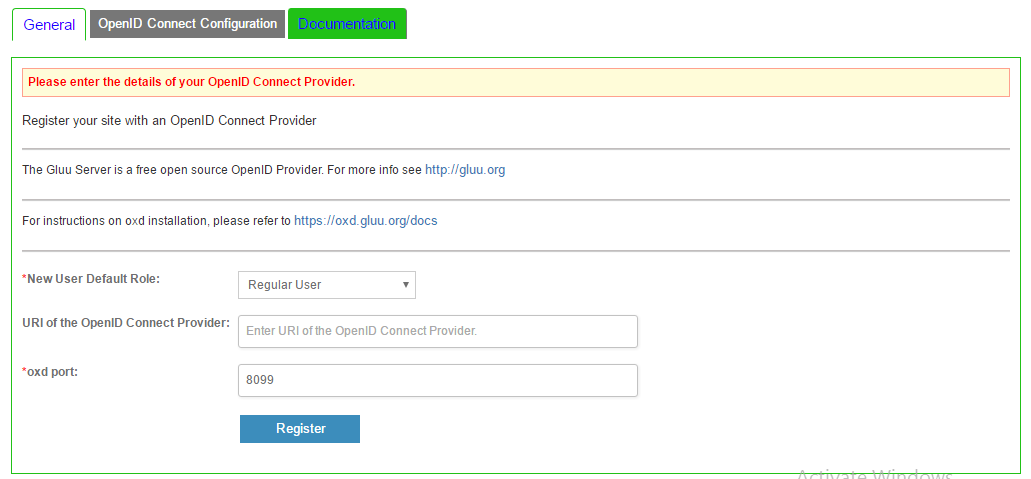 General OpenID Connect Configuration Documentation
Please enter the details of your OpenID Connect Provider.
Register your site with an OpenID Connect Provider
The Gluu Server is a free open source OpenID Provider. For more info see http://gluu.org
For instructions on oxd installation, please refer to https://oxd.gluu.org/docs
*New User Default Role: Regular User
URI of the OpenID Connect Provider: Enter URI of the OpenID Connect Provider.
*oxd port: 8099
Register
Activate Windows